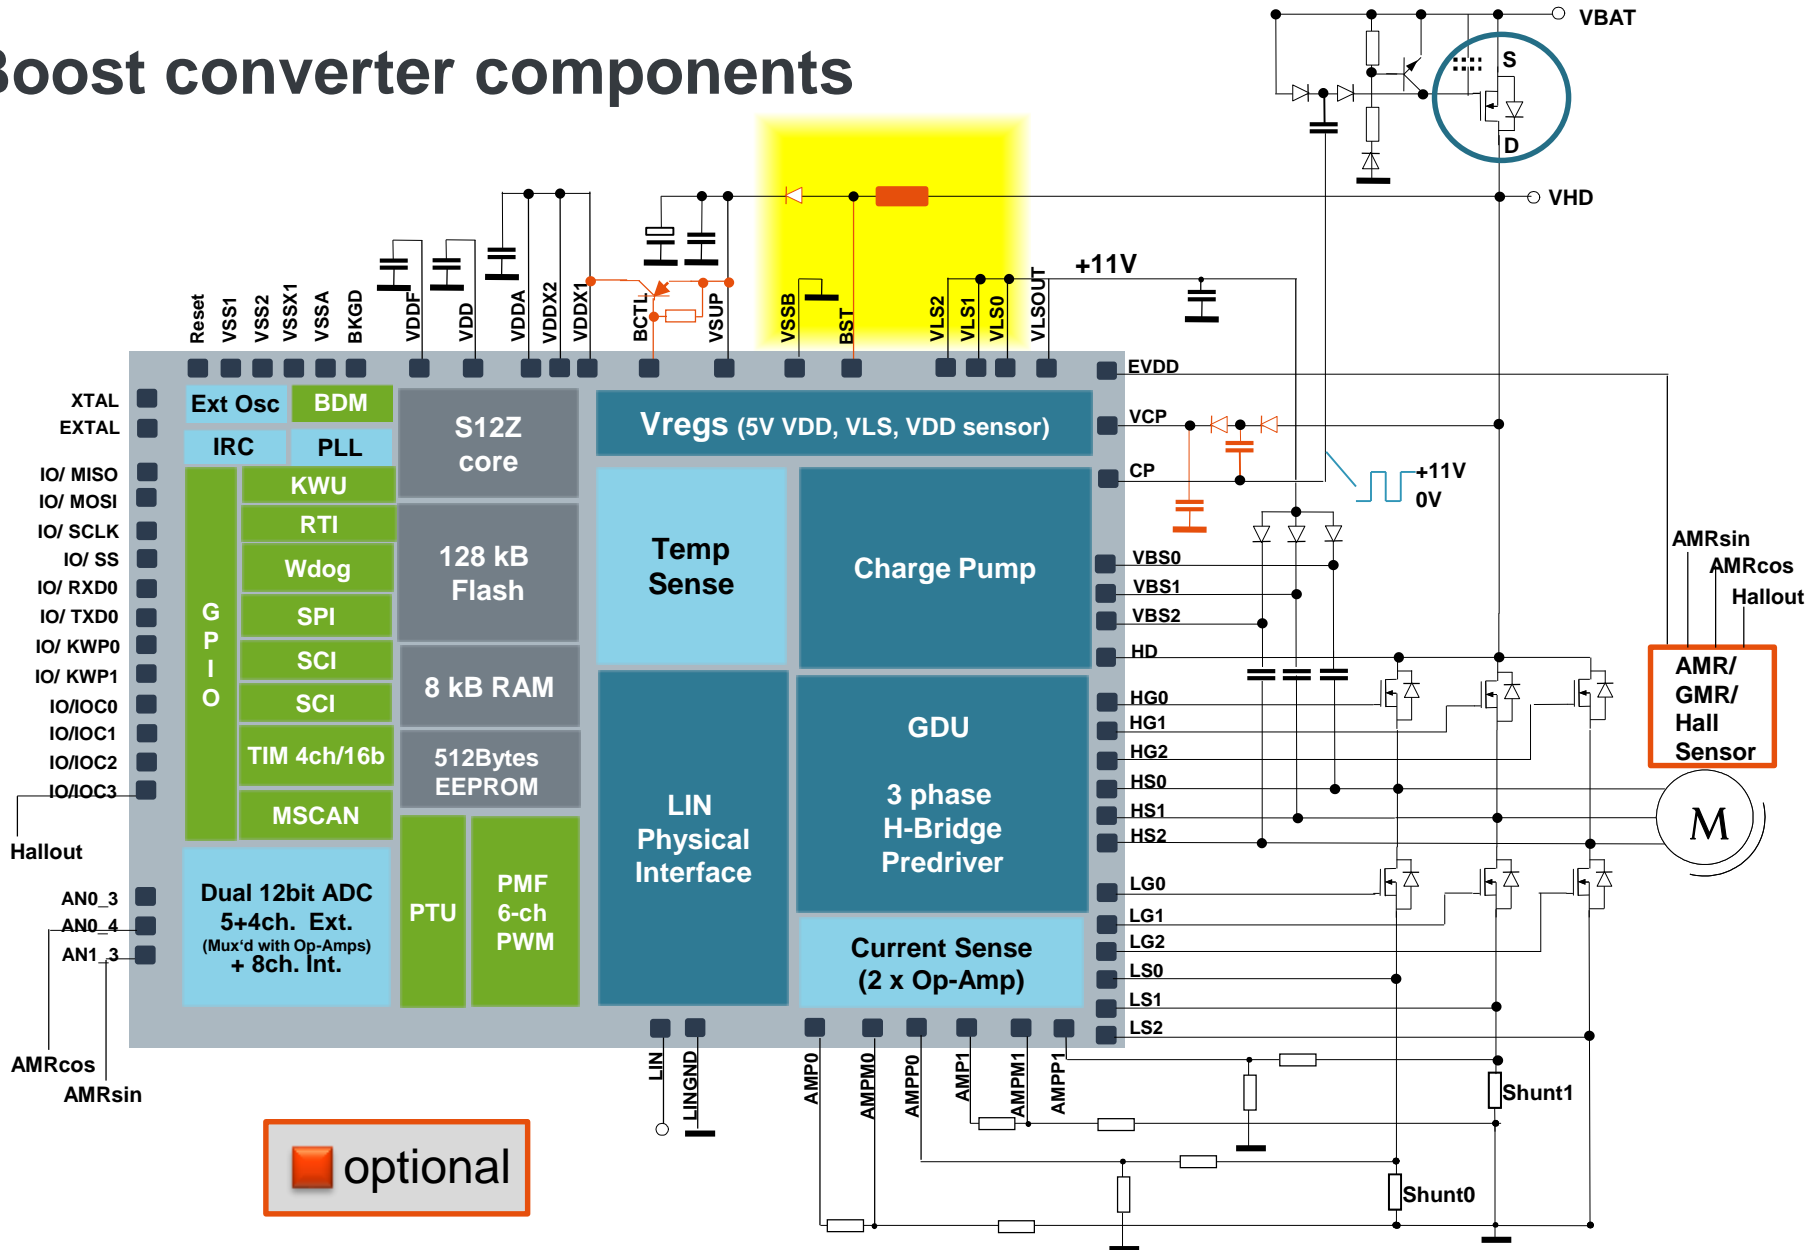 Boost converter components
VBAT
S
D
VHD
+11V
Reset
VSS1
VSS2
VSSX1
VSSA
BKGD
VDDF
VDD
VDDA
VDDX2
VDDX1
BCTL
VSUP
VSSB
BST
VLS2
VLS1
VLS0
VLSOUT
XTAL
EXTAL
IO/ MISO
IO/ MOSI
IO/ SCLK
IO/ SS
IO/ RXD0
IO/ TXD0
IO/ KWP0
IO/ KWP1
IO/IOC0
IO/IOC1
IO/IOC2
IO/IOC3
Hallout
AN0_3
AN0_4
AN1_3
AMRcos
AMRsin
Ext Osc
BDM
IRC
PLL
GPIO
KWU
RTI
Wdog
SPI
SCI
SCI
TIM 4ch/16b
MSCAN
Dual 12bit ADC
5+4ch. Ext.
(Mux‘d with Op-Amps)
+ 8ch. Int.
S12Z
core
128 kB
Flash
8 kB RAM
512Bytes
EEPROM
PTU
PMF
6-ch
PWM
Vregs (5V VDD, VLS, VDD sensor)
Temp
Sense
Charge Pump
LIN
Physical
Interface
GDU
3 phase
H-Bridge
Predriver
Current Sense
(2 x Op-Amp)
EVDD
VCP
CP
+11V
0V
VBS0
VBS1
VBS2
HD
HG0
HG1
HG2
HS0
HS1
HS2
LG0
LG1
LG2
LS0
LS1
LS2
AMRsin
AMRcos
Hallout
AMR/
GMR/
Hall
Sensor
M
LIN
LINGND
AMP0
AMPM0
AMPP0
AMP1
AMPM1
AMPP1
Shunt1
Shunt0
optional